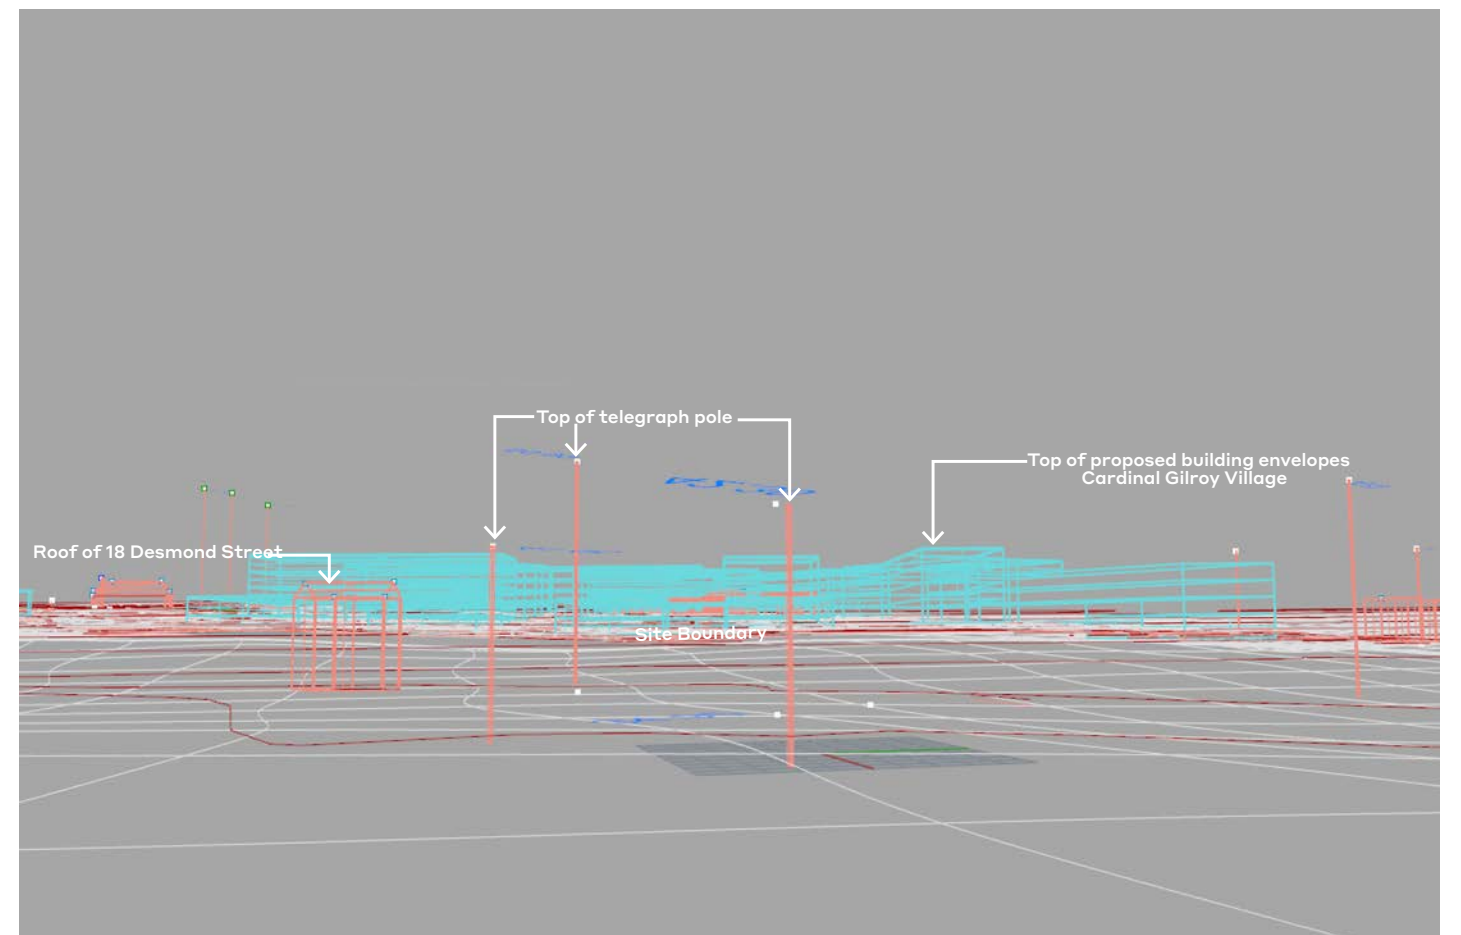 Top of telegraph pole
Top of proposed building envelopes
Cardinal Gilroy Village
Roof of 18 Desmond Street
Site Boundary